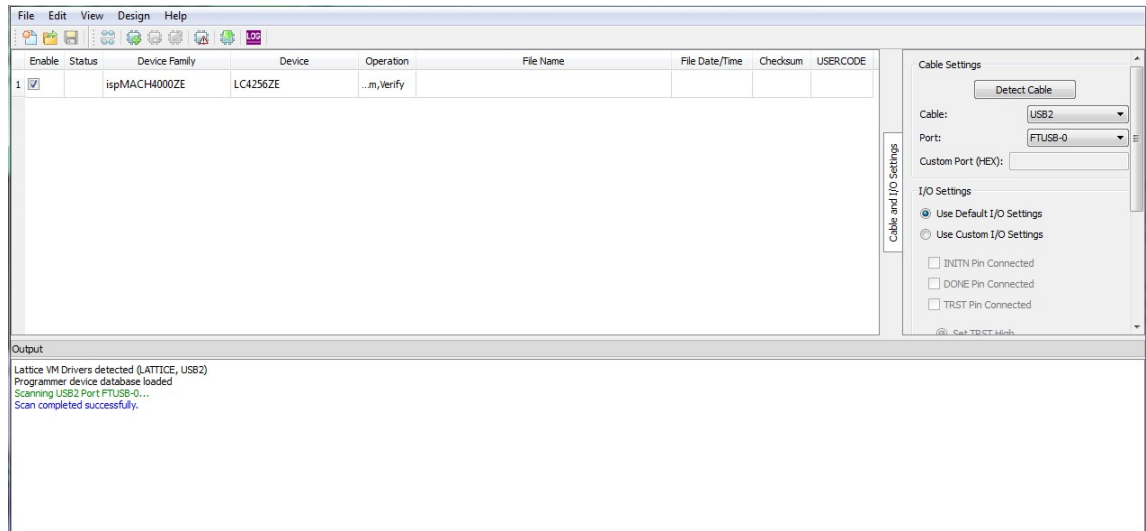 File Edit View Design Help
LOG
Enable Status Device Family Device Operation File Name File Date/Time Checksum USERCODE
1 ispMACH4000ZE LC4256ZE ...m,Verify
Cable and I/O Settings
Cable Settings
Detect Cable
Cable: USB2
Port: FTUSB-0
Custom Port (HEX):
I/O Settings
Use Default I/O Settings
Use Custom I/O Settings
INITN Pin Connected
DONE Pin Connected
TRST Pin Connected
Set TRST High
Output
Lattice VM Drivers detected (LATTICE, USB2)
Programmer device database loaded
Scanning USB2 Port FTUSB-0...
Scan completed successfully.